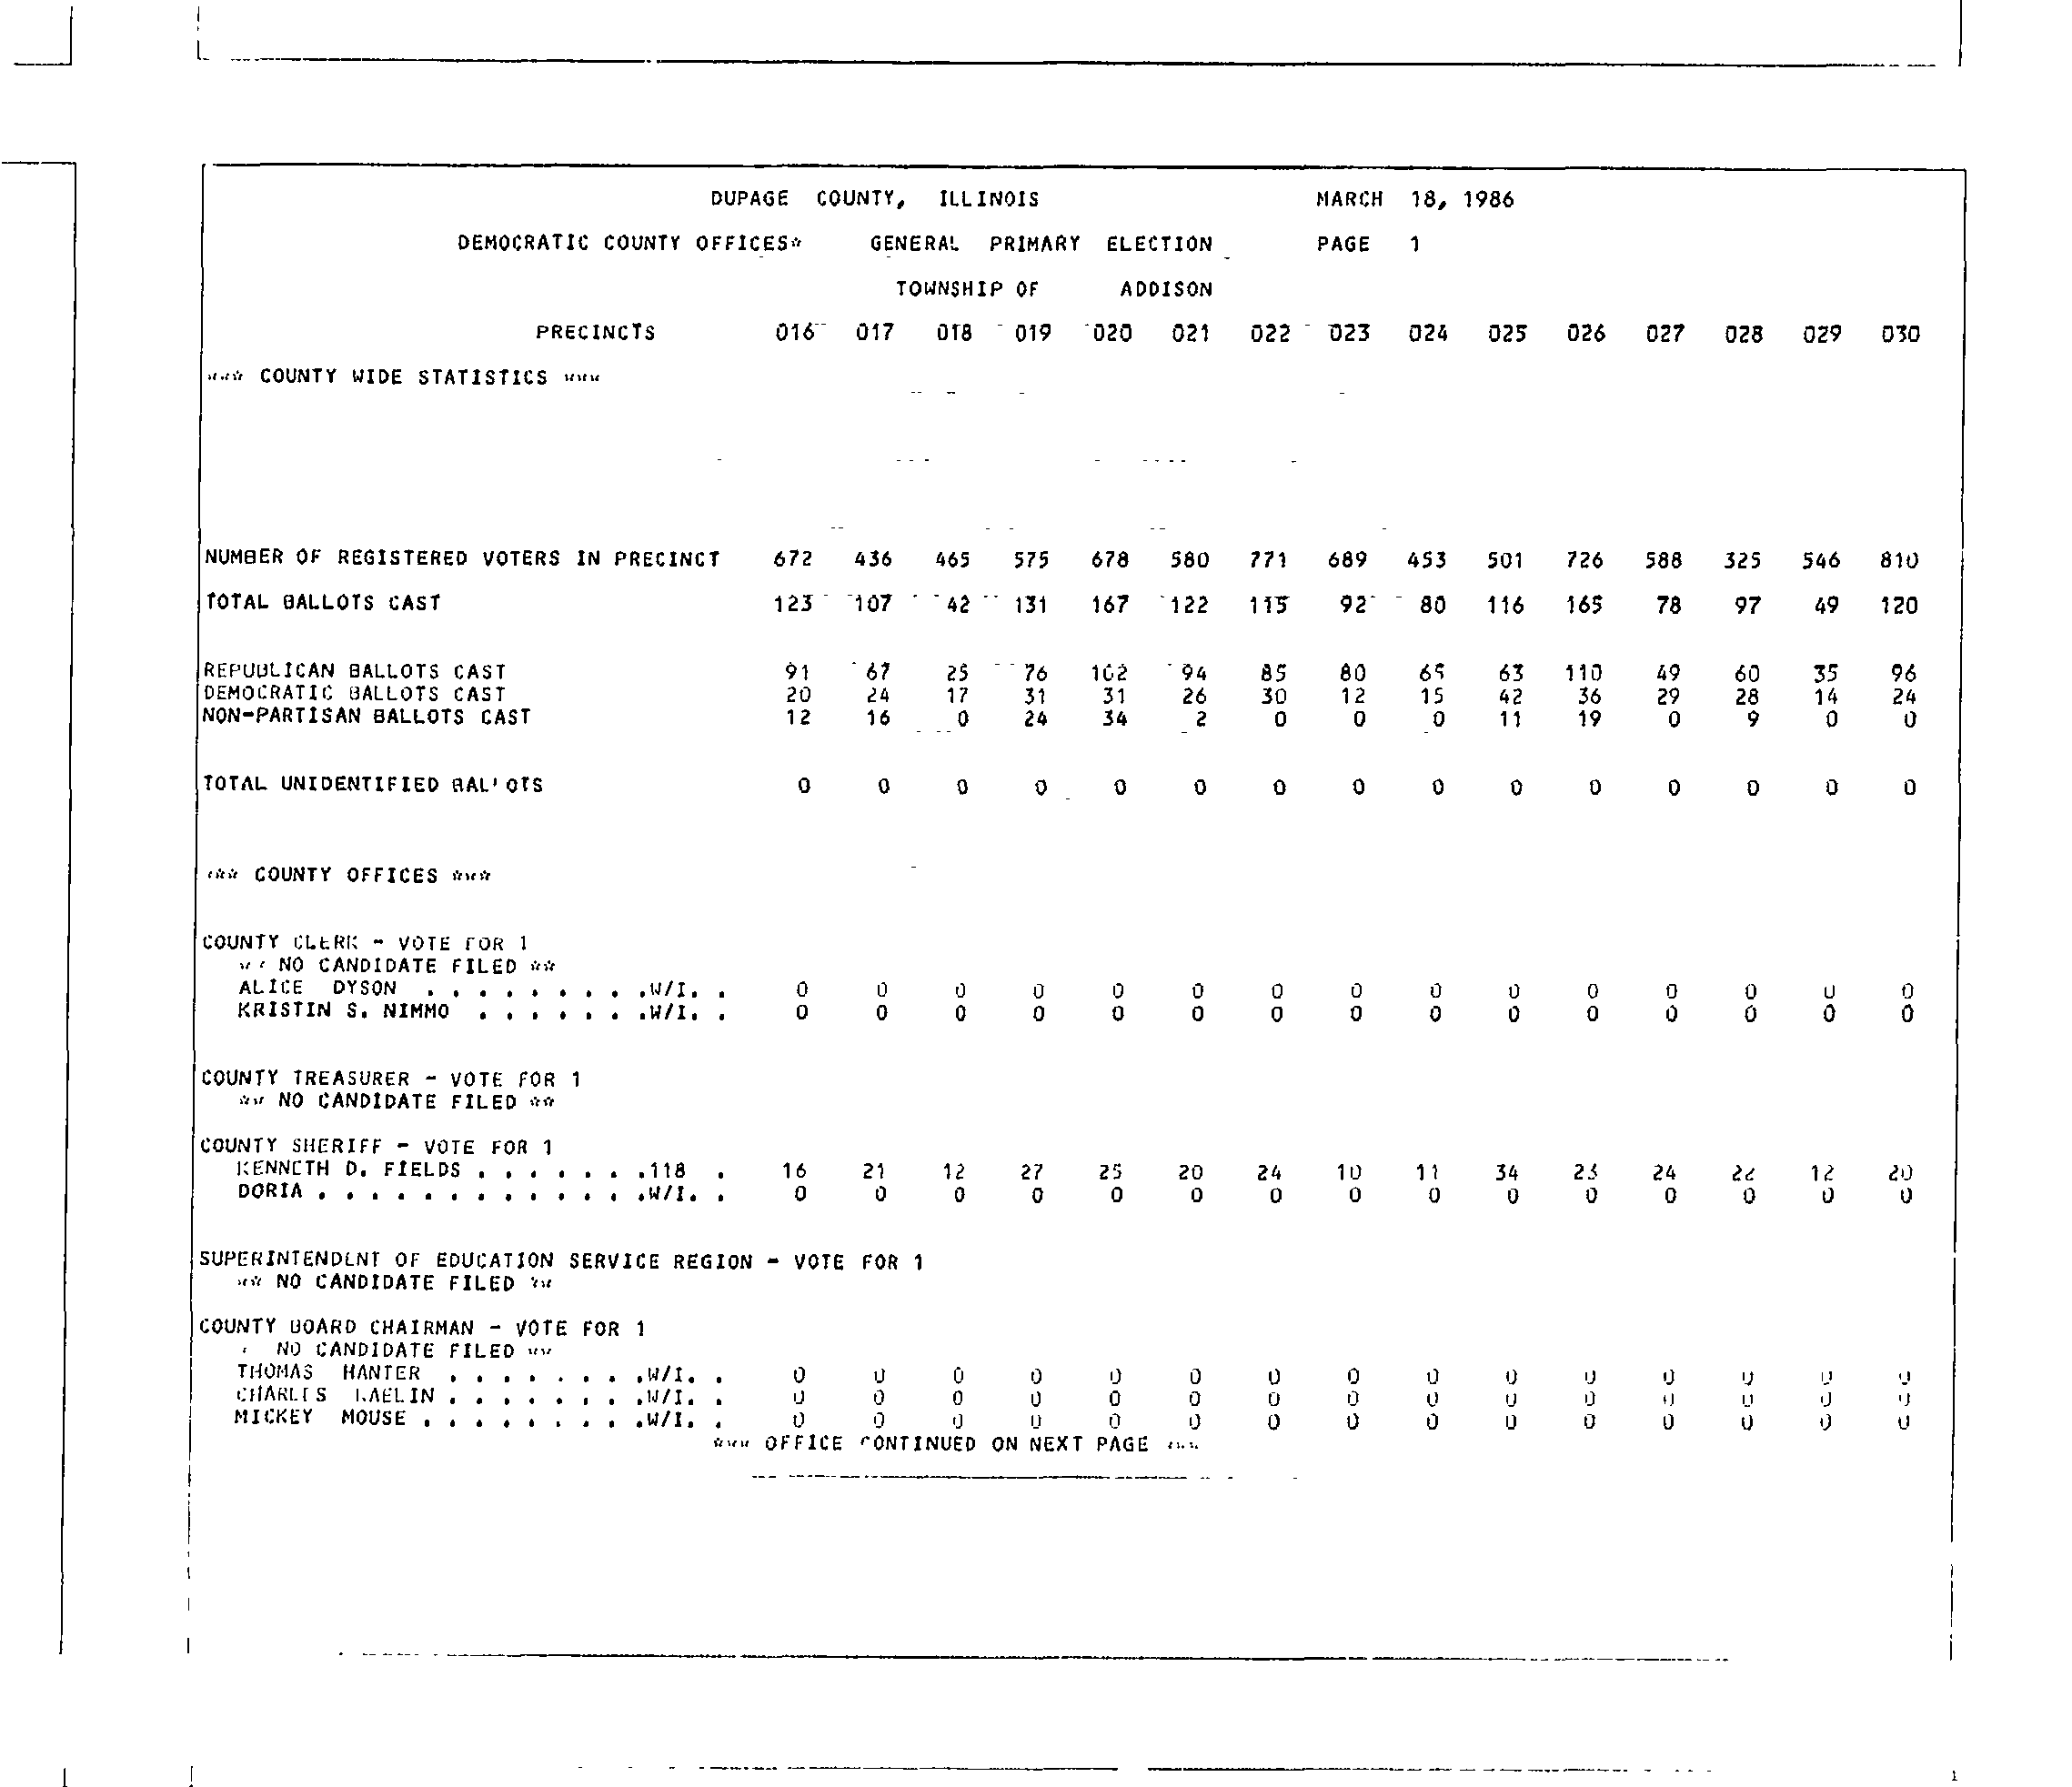 DUPAGE COUNTY, ILLINOIS MARCH 18, 1986
DEMOCRATIC COUNTY OFFICES* GENERAL PRIMARY ELECTION PAGE 1
TOWNSHIP OF ADDISON
PRECINCTS 016 017 018 019 020 021 022 023 024 025 026 027 028 029 030
*** COUNTY WIDE STATISTICS ***
NUMBER OF REGISTERED VOTERS IN PRECINCT 672 436 465 575 678 580 771 689 453 501 726 588 325 546 810
TOTAL BALLOTS CAST 123 107 42 131 167 122 115 92 80 116 165 78 97 49 120
REPUBLICAN BALLOTS CAST 91 67 25 76 102 94 85 80 65 63 110 49 60 35 96
DEMOCRATIC BALLOTS CAST 20 24 17 31 31 26 30 12 15 42 36 29 28 14 24
NON-PARTISAN BALLOTS CAST 12 16 0 24 34 2 0 0 0 11 19 0 9 0 0
TOTAL UNIDENTIFIED BALLOTS 0 0 0 0 0 0 0 0 0 0 0 0 0 0 0
*** COUNTY OFFICES ***
COUNTY CLERK - VOTE FOR 1
** NO CANDIDATE FILED **
ALICE DYSON . . . . . . . . .W/I. . 0 0 0 0 0 0 0 0 0 0 0 0 0 0 0
KRISTIN S. NIMMO . . . . . . .W/I. . 0 0 0 0 0 0 0 0 0 0 0 0 0 0 0
COUNTY TREASURER - VOTE FOR 1
** NO CANDIDATE FILED **
COUNTY SHERIFF - VOTE FOR 1
KENNETH D. FIELDS . . . . . . .118 . 16 21 12 27 25 20 24 10 11 34 24 22 12 20
DORIA . . . . . . . . . . . . .W/I. . 0 0 0 0 0 0 0 0 0 0 0 0 0 0 0
SUPERINTENDENT OF EDUCATION SERVICE REGION - VOTE FOR 1
** NO CANDIDATE FILED **
COUNTY BOARD CHAIRMAN - VOTE FOR 1
NO CANDIDATE FILED **
THOMAS HANTER . . . . . . . .W/I. . 0 0 0 0 0 0 0 0 0 0 0 0 0 0 0
CHARLES . . . . . . . .W/I. . 0 0 0 0 0 0 0 0 0 0 0 0 0 0 0
MICKEY MOUSE . . . . . . . . .W/I. . 0 0 0 0 0 0 0 0 0 0 0 0 0 0 0
*** OFFICE CONTINUED ON NEXT PAGE ***